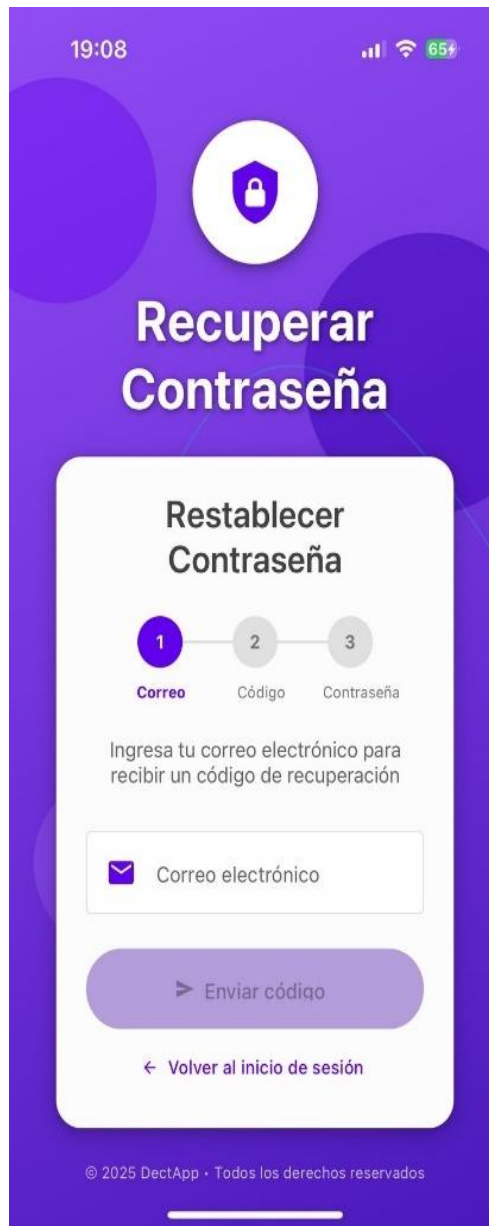 19:08
65
Recuperar
Contraseña
Restablecer
Contraseña
1 2 3
Correo Código Contraseña
Ingresa tu correo electrónico para
recibir un código de recuperación
Correo electrónico
Enviar código
← Volver al inicio de sesión
© 2025 DectApp • Todos los derechos reservados